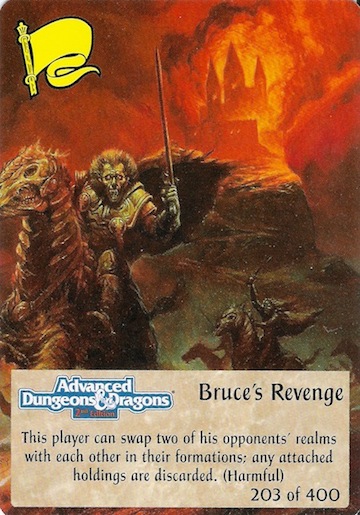 Advanced
Dungeons & Dragons®
2nd Edition
Bruce's Revenge
This player can swap two of his opponents' realms
with each other in their formations; any attached
holdings are discarded. (Harmful)
203 of 400